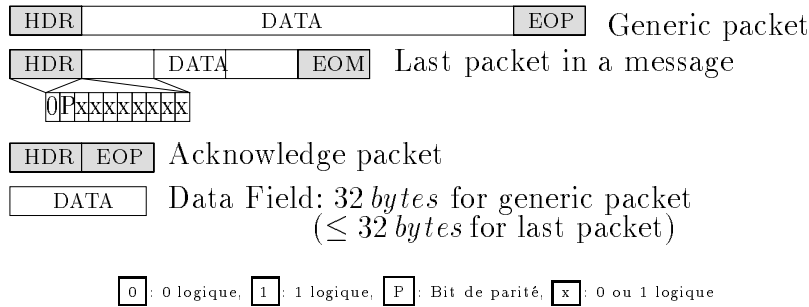 HDR DATA EOP Generic packet
HDR DATA EOM Last packet in a message
0Pxxxxxxxx
HDR EOP Acknowledge packet
DATA Data Field: 32 bytes for generic packet
(≤ 32 bytes for last packet)
0 : 0 logique, 1 : 1 logique, P : Bit de parité, x : 0 ou 1 logique